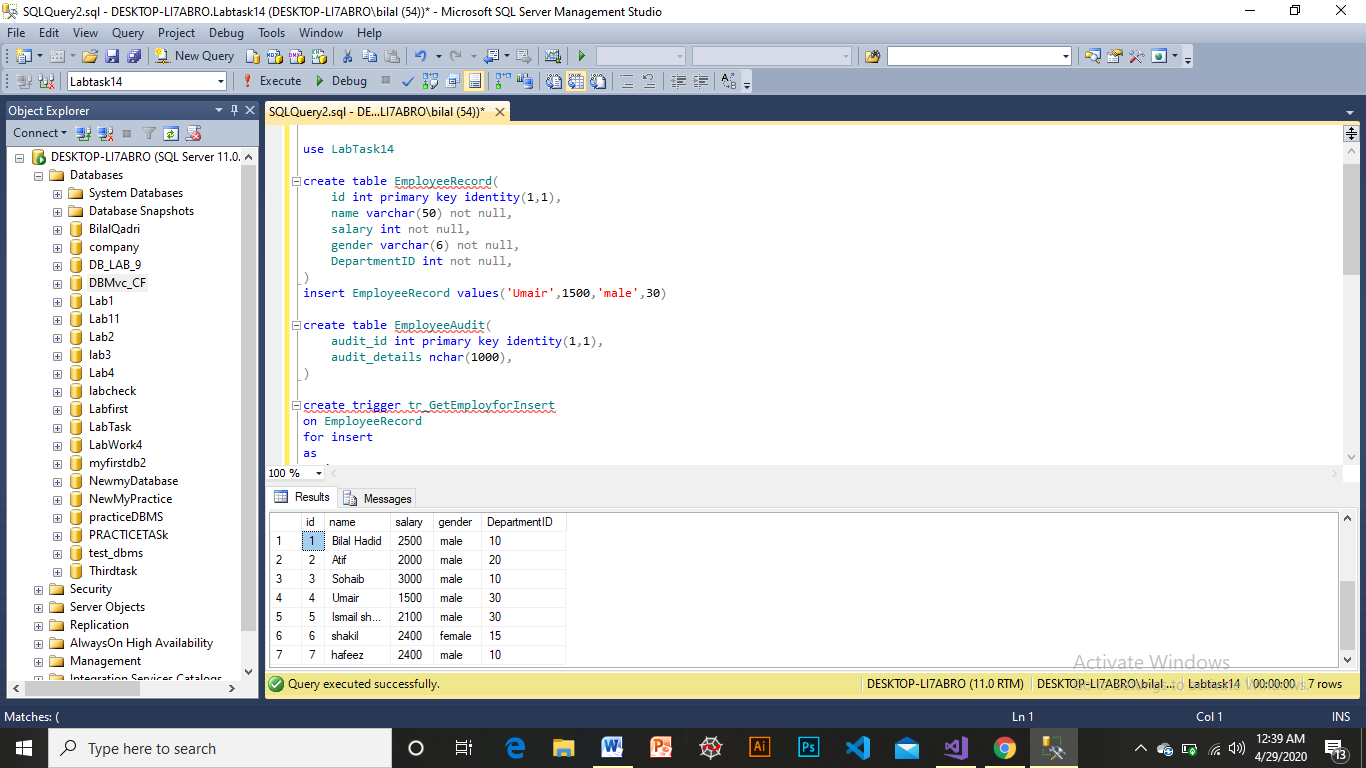 SQLQuery2.sql - DESKTOP-LI7ABRO.Labtask14 (DESKTOP-LI7ABRO\bilal (54))* - Microsoft SQL Server Management Studio
File Edit View Query Project Debug Tools Window Help
New Query
Labtask14 Execute Debug
Object Explorer
Connect
DESKTOP-LI7ABRO (SQL Server 11.0.
Databases
System Databases
Database Snapshots
BilalQadri
company
DB_LAB_9
DBMvc_CF
Lab1
Lab11
Lab2
lab3
Lab4
labcheck
Labfirst
LabTask
LabWork4
myfirstdb2
NewmyDatabase
NewMyPractice
practiceDBMS
PRACTICETASk
test_dbms
Thirdtask
Security
Server Objects
Replication
AlwaysOn High Availability
Management
Integration Services Catalogs
SQLQuery2.sql - DE...LI7ABRO\bilal (54))*
use LabTask14
create table EmployeeRecord(
id int primary key identity(1,1),
name varchar(50) not null,
salary int not null,
gender varchar(6) not null,
DepartmentID int not null,
)
insert EmployeeRecord values('Umair',1500,'male',30)
create table EmployeeAudit(
audit_id int primary key identity(1,1),
audit_details nchar(1000),
)
create trigger tr_GetEmployforInsert
on EmployeeRecord
for insert
as
100 %
Results Messages
id name salary gender DepartmentID
1 1 Bilal Hadid 2500 male 10
2 2 Atif 2000 male 20
3 3 Sohaib 3000 male 10
4 4 Umair 1500 male 30
5 5 Ismail sh... 2100 male 30
6 6 shakil 2400 female 15
7 7 hafeez 2400 male 10
Activate Windows
Go to Settings to activate Windows.
Query executed successfully. DESKTOP-LI7ABRO (11.0 RTM) DESKTOP-LI7ABRO\bilal ... Labtask14 00:00:00 7 rows
Matches: ( Ln 1 Col 1 INS
Type here to search
12:39 AM
4/29/2020
13